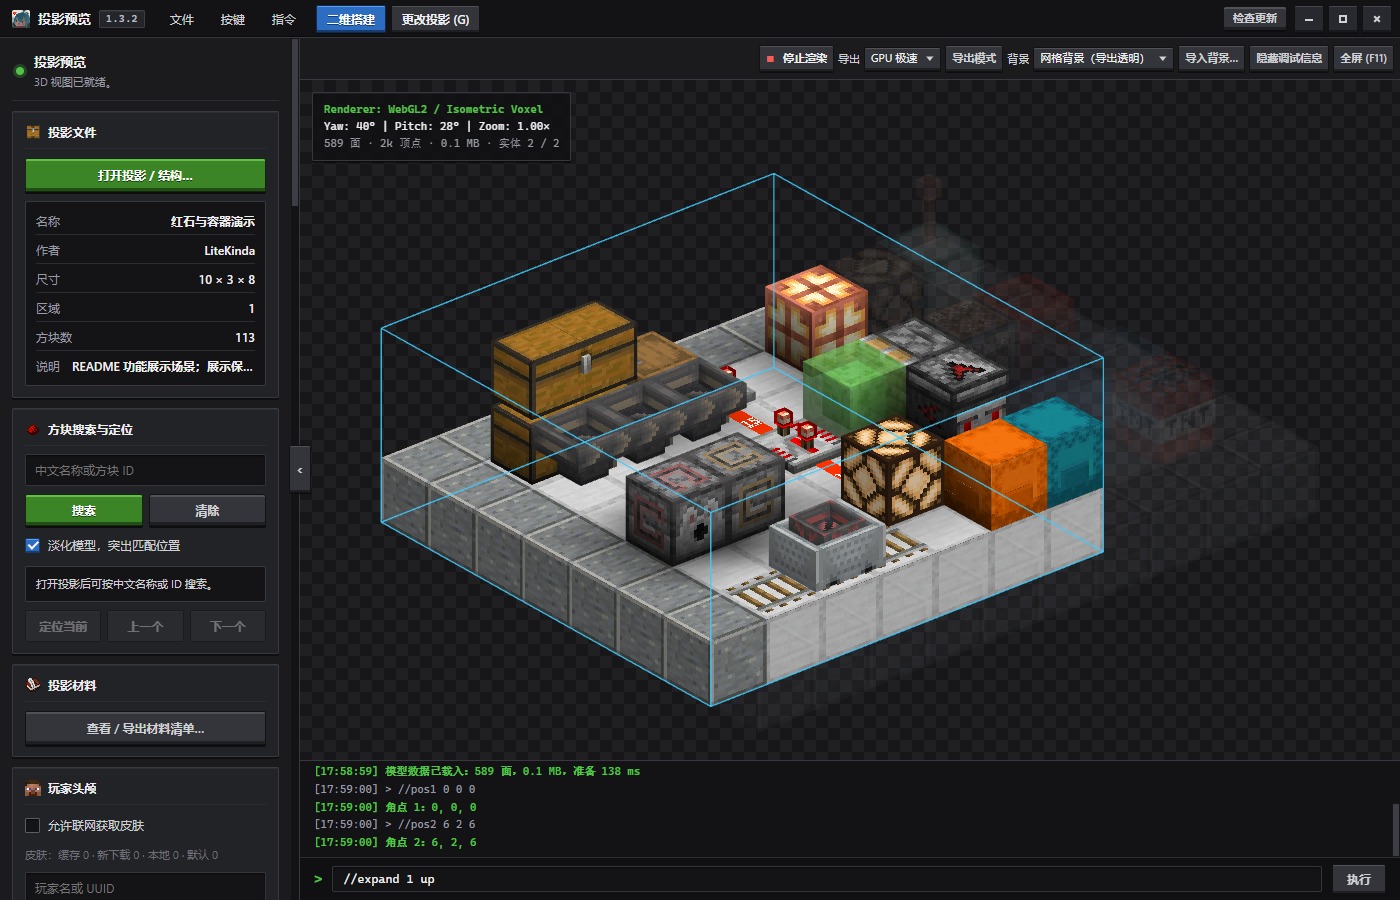 投影预览
1.3.2
文件
按键
指令
二维搭建
更改投影 (G)
检查更新
投影预览
3D 视图已就绪。
停止渲染
导出
GPU 极速
导出模式
背景
网格背景（导出透明）
导入背景...
隐藏调试信息
全屏 (F11)
投影文件
打开投影 / 结构...
名称 红石与容器演示
作者 LiteKinda
尺寸 10 × 3 × 8
区域 1
方块数 113
说明 README 功能展示场景；展示保...
方块搜索与定位
中文名称或方块 ID
搜索
清除
淡化模型，突出匹配位置
打开投影后可按中文名称或 ID 搜索。
定位当前
上一个
下一个
投影材料
查看 / 导出材料清单...
玩家头颅
允许联网获取皮肤
皮肤：缓存 0 · 新下载 0 · 本地 0 · 默认 0
玩家名或 UUID
Renderer: WebGL2 / Isometric Voxel
Yaw: 40° | Pitch: 28° | Zoom: 1.00×
589 面 · 2k 顶点 · 0.1 MB · 实体 2 / 2
<
[17:58:59] 模型数据已载入：589 面，0.1 MB，准备 138 ms
[17:59:00] > //pos1 0 0 0
[17:59:00] 角点 1：0, 0, 0
[17:59:00] > //pos2 6 2 6
[17:59:00] 角点 2：6, 2, 6
> //expand 1 up
执行